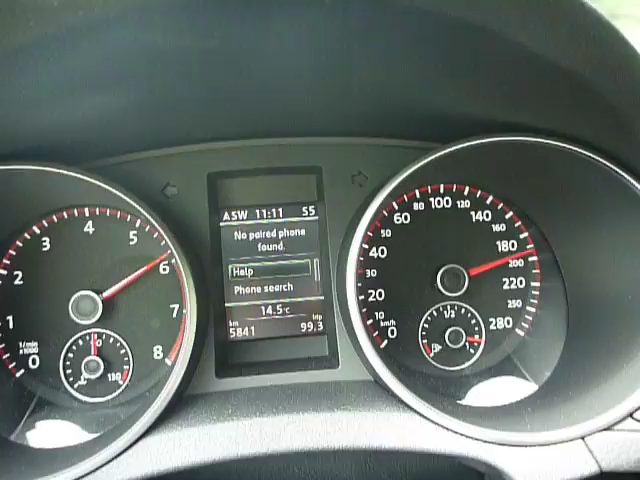 0
1
2
3
4
5
6
7
8
1/min
x1000
130
ASW 11:11 S5
No paired phone
found.
Help
Phone search
14.5°C
km trip
5841 99.3
0
10
20
30
40
50
60
80
100
120
140
160
180
200
220
250
280
km/h
1/2